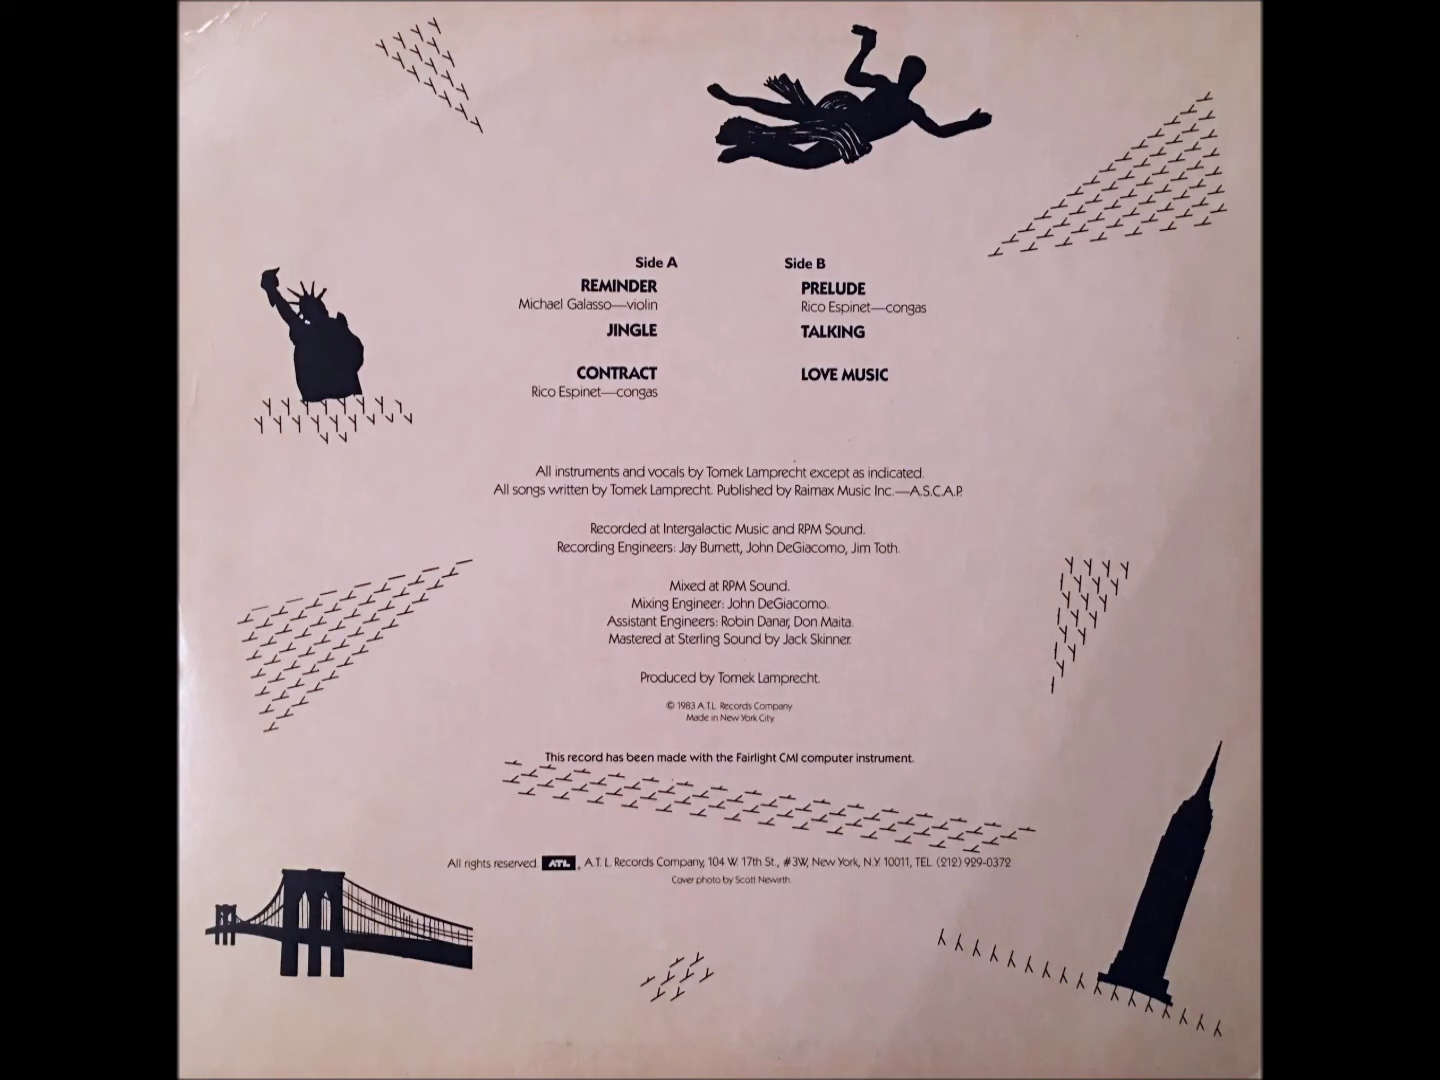 Side A
REMINDER
Michael Galasso—violin
JINGLE
CONTRACT
Rico Espinet—congas
Side B
PRELUDE
Rico Espinet—congas
TALKING
LOVE MUSIC
All instruments and vocals by Tomek Lamprecht except as indicated.
All songs written by Tomek Lamprecht. Published by Raimax Music Inc.—A.S.C.A.P.
Recorded at Intergalactic Music and RPM Sound.
Recording Engineers: Jay Burnett, John DeGiacomo, Jim Toth.
Mixed at RPM Sound.
Mixing Engineer: John DeGiacomo.
Assistant Engineers: Robin Danar, Don Maita.
Mastered at Sterling Sound by Jack Skinner.
Produced by Tomek Lamprecht.
© 1983 A.T.L. Records Company
Made in New York City
This record has been made with the Fairlight CMI computer instrument.
All rights reserved. ATL, A.T.L. Records Company, 104 W. 17th St., #3W, New York, N.Y. 10011, TEL. (212) 929-0372
Cover photo by Scott Newirth.